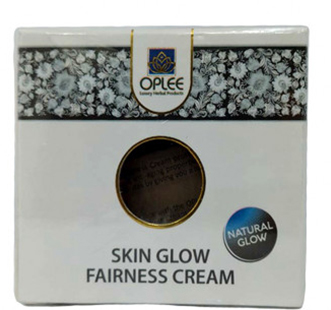 OPLEE
Luxury Herbal Products
SKIN GLOW
FAIRNESS CREAM
NATURAL
GLOW